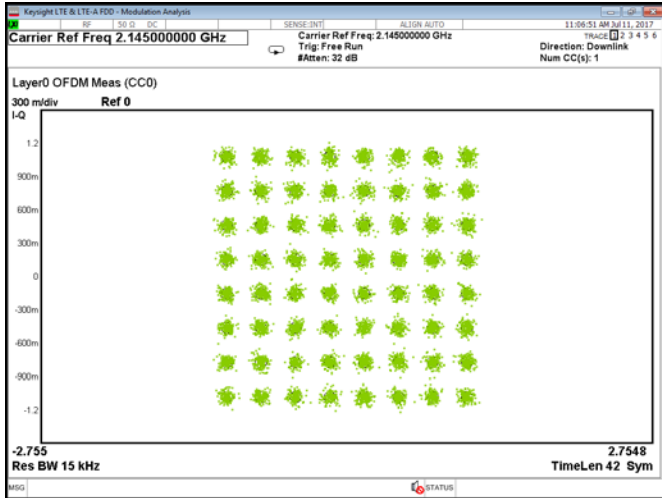 Keysight LTE & LTE-A FDD - Modulation Analysis
LXI RF 50 Ω DC SENSE:INT ALIGN AUTO 11:06:51 AM Jul 11, 2017
Carrier Ref Freq 2.145000000 GHz Carrier Ref Freq: 2.145000000 GHz TRACE 1 2 3 4 5 6
Trig: Free Run Direction: Downlink
#Atten: 32 dB Num CC(s): 1
Layer0 OFDM Meas (CC0)
300 m/div Ref 0
I-Q
1.2
900m
600m
300m
0
-300m
-600m
-900m
-1.2
-2.755 2.7548
Res BW 15 kHz TimeLen 42 Sym
MSG STATUS